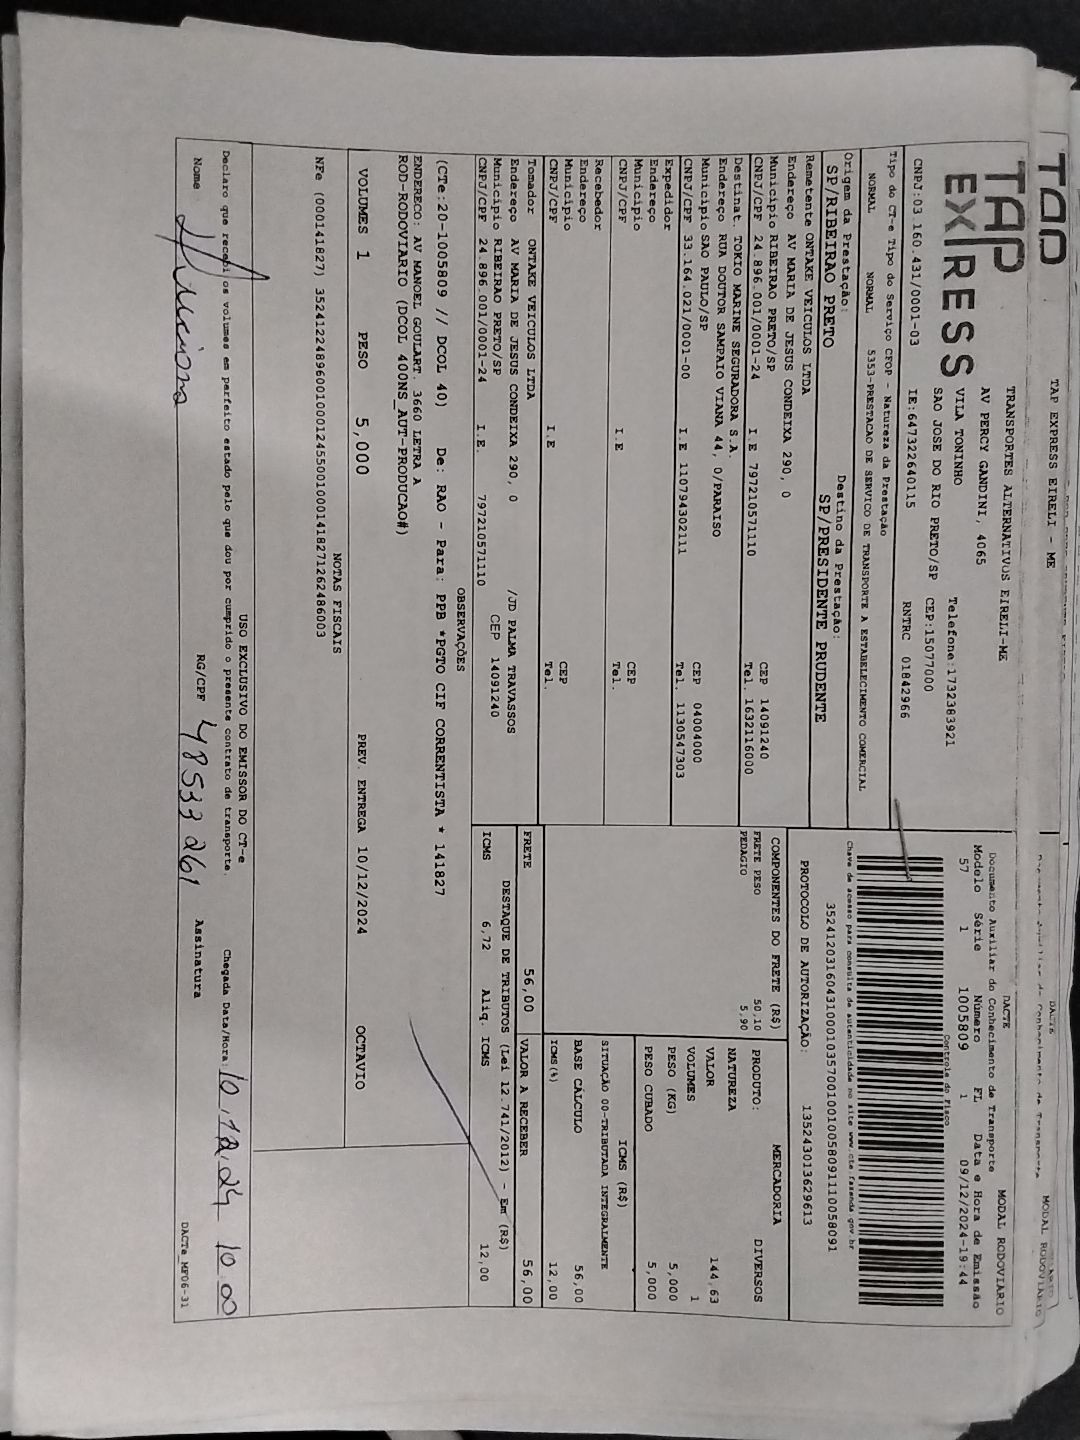 TAP EXPRESS EIRELI - ME
MODAL RODOVIÁRIO
TAP EXPRESS
TRANSPORTES ALTERNATIVOS EIRELI-ME
AV PERCY GANDINI, 4065
VILA TONINHO
Telefone:1732383921
SAO JOSE DO RIO PRETO/SP
CEP:15077000
CNPJ:03.160.431/0001-03
IE:647322640115
RNTRC 01842966
DACTE
MODAL RODOVIÁRIO
Documento Auxiliar do Conhecimento de Transporte
Modelo Série Número FL Data e Hora de Emissão
57 1 1005809 1 09/12/2024-19:44
Controle do Fisco
Tipo do CT-e Tipo do Serviço CFOP - Natureza da Prestação
NORMAL NORMAL 5353-PRESTACAO DE SERVICO DE TRANSPORTE A ESTABELECIMENTO COMERCIAL
Chave de acesso para consulta de autenticidade no site www.cte.fazenda.gov.br
35241203160431000103570010010058091110058091
PROTOCOLO DE AUTORIZAÇÃO: 135243013629613
Origem da Prestação: Destino da Prestação:
SP/RIBEIRAO PRETO SP/PRESIDENTE PRUDENTE
Remetente ONTAKE VEICULOS LTDA
Endereço AV MARIA DE JESUS CONDEIXA 290, 0
Município RIBEIRAO PRETO/SP CEP 14091240
CNPJ/CPF 24.896.001/0001-24 I.E 797210571110 Tel. 1632116000
Destinat. TOKIO MARINE SEGURADORA S.A.
Endereço RUA DOUTOR SAMPAIO VIANA 44, 0/PARAISO
Município SAO PAULO/SP CEP 04004000
CNPJ/CPF 33.164.021/0001-00 I.E 110794302111 Tel. 1130547303
Expedidor
Endereço
Município CEP
CNPJ/CPF I.E Tel.
Recebedor
Endereço
Município CEP
CNPJ/CPF I.E Tel.
Tomador ONTAKE VEICULOS LTDA
Endereço AV MARIA DE JESUS CONDEIXA 290, 0 /JD PALMA TRAVASSOS
Município RIBEIRAO PRETO/SP CEP 14091240
CNPJ/CPF 24.896.001/0001-24 I.E. 797210571110
COMPONENTES DO FRETE (R$)
FRETE PESO 50,10
PEDAGIO 5,90
FRETE 56,00
MERCADORIA
PRODUTO: DIVERSOS
NATUREZA
VALOR 144,63
VOLUMES 1
PESO (KG) 5,000
PESO CUBADO 5,000
ICMS (R$)
SITUAÇÃO 00-TRIBUTADA INTEGRALMENTE
BASE CÁLCULO 56,00
ICMS(%) 12,00
VALOR A RECEBER 56,00
DESTAQUE DE TRIBUTOS (Lei 12.741/2012) - Em (R$)
ICMS 6,72 Aliq. ICMS 12,00
OBSERVAÇÕES
(CTe:20-1005809 // DCOL 40) De: RAO - Para: PPB *PGTO CIF CORRENTISTA * 141827
ENDERECO: AV MANOEL GOULART. 3660 LETRA A
ROD-RODOVIARIO (DCOL 400NS_AUT-PRODUCAO#)
VOLUMES 1 PESO 5,000 PREV. ENTREGA 10/12/2024 OCTAVIO
NOTAS FISCAIS
NFe (000141827) 35241224896001000124550010001418271262486003
USO EXCLUSIVO DO EMISSOR DO CT-e
Declaro que recebi os volumes em perfeito estado pelo que dou por cumprido o presente contrato de transporte. Chegada Data/Hora: 10.12.24 10 00
Nome RG/CPF 48533261 Assinatura
DACTe_MF06-31